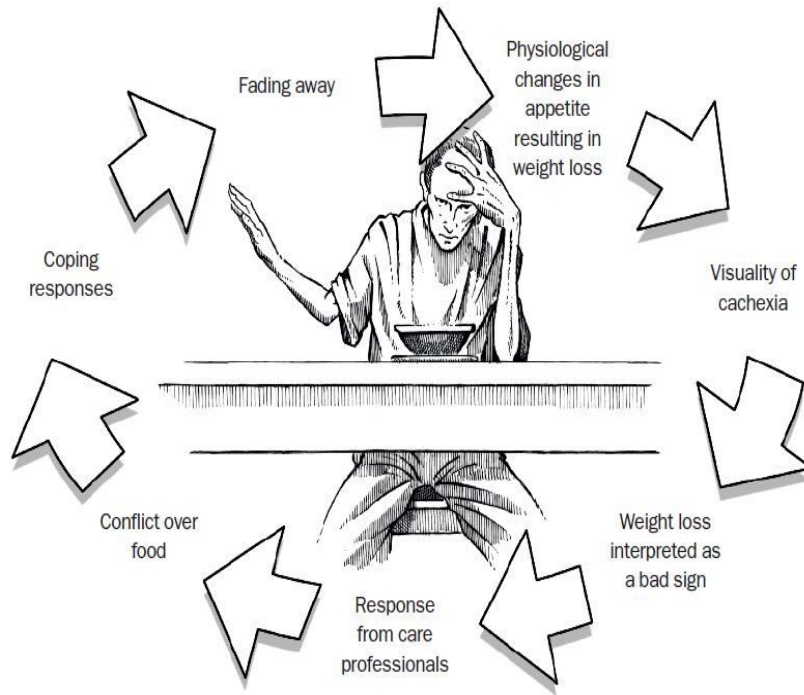 Fading away
Physiological
changes in
appetite
resulting in
weight loss
Visuality of
cachexia
Weight loss
interpreted as
a bad sign
Response
from care
professionals
Conflict over
food
Coping
responses